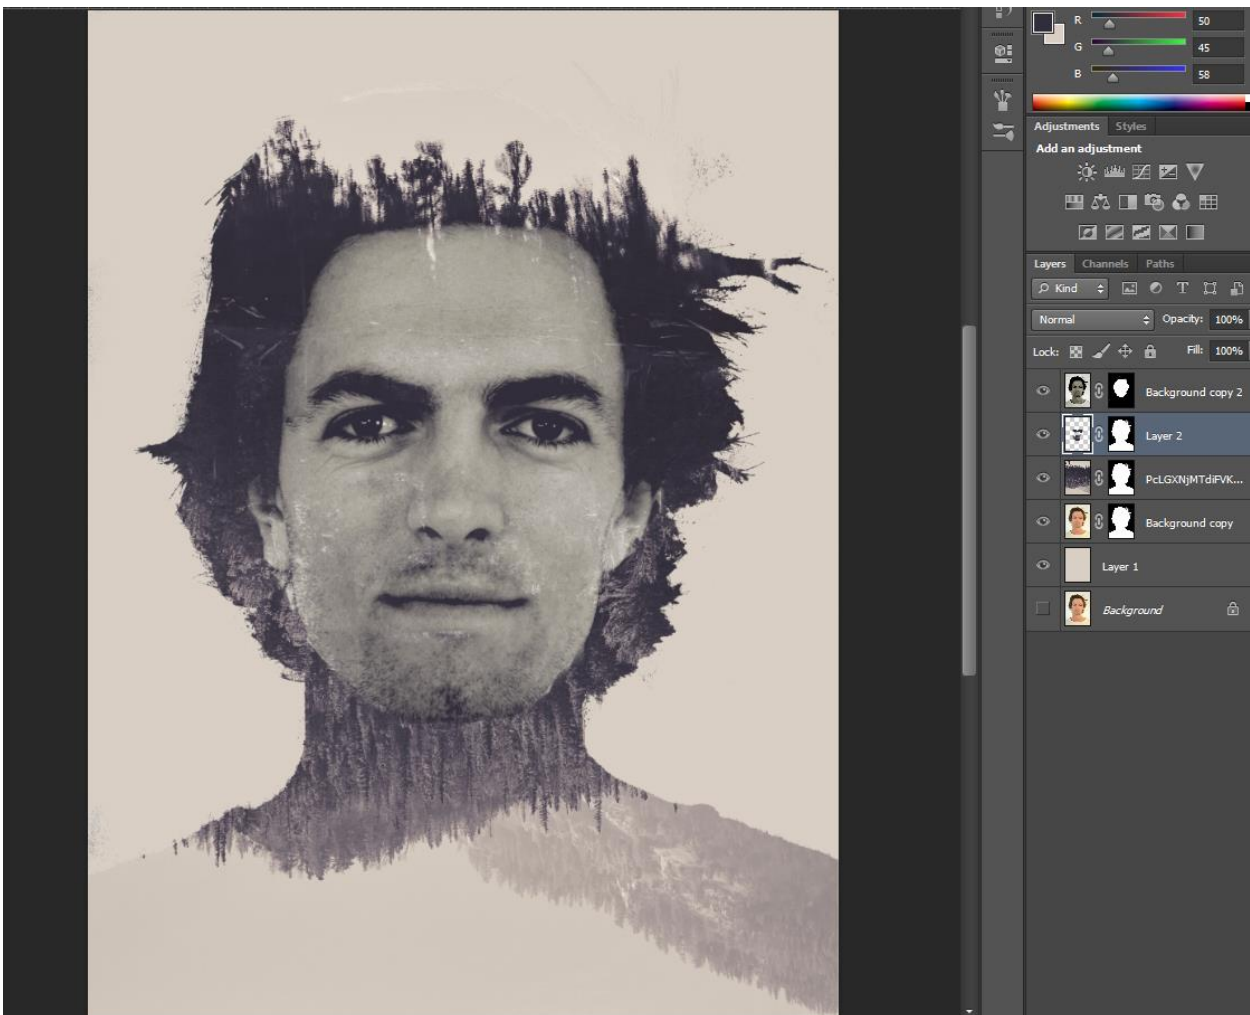 R 50
G 45
B 58
Adjustments Styles
Add an adjustment
Layers Channels Paths
Kind T
Normal Opacity: 100%
Lock: Fill: 100%
Background copy 2
Layer 2
PcLGXNjMTdiFVK...
Background copy
Layer 1
Background